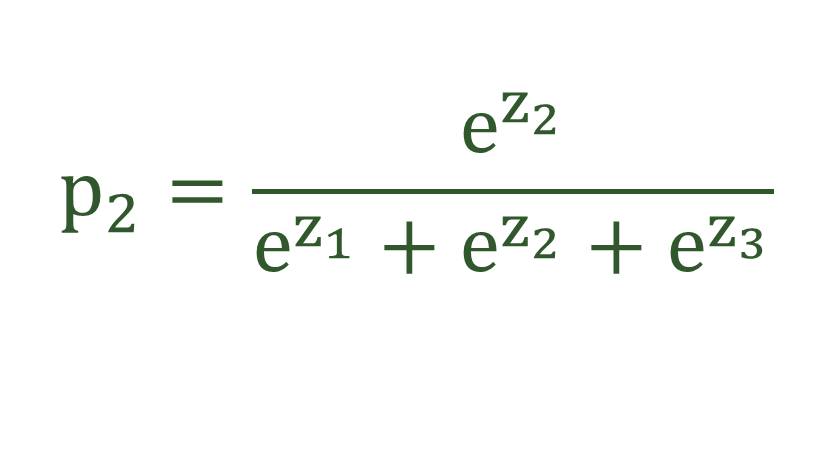 p₂ = e^{z₂} / (e^{z₁} + e^{z₂} + e^{z₃})